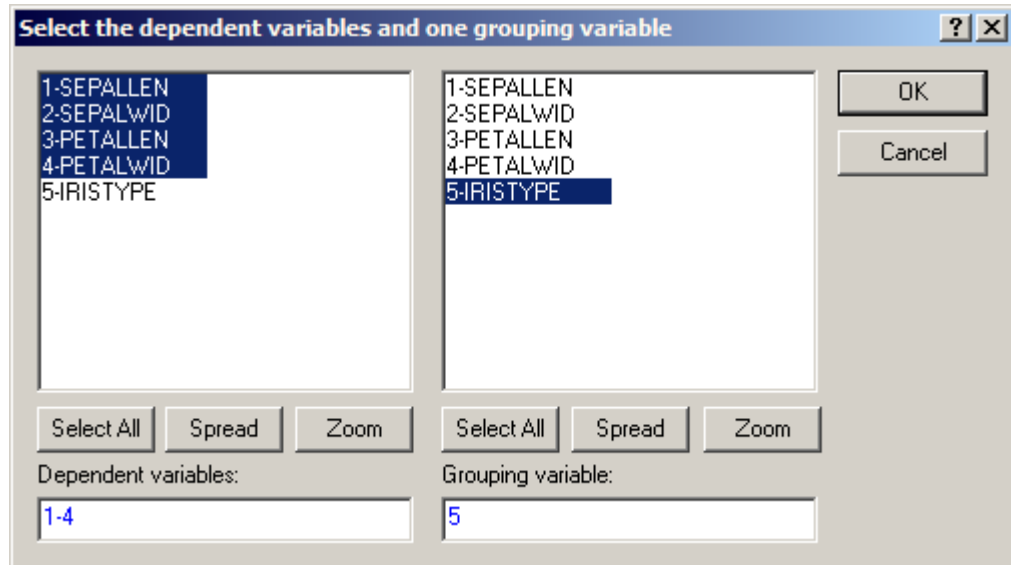 Select the dependent variables and one grouping variable
?
1-SEPALLEN
2-SEPALWID
3-PETALLEN
4-PETALWID
5-IRISTYPE
1-SEPALLEN
2-SEPALWID
3-PETALLEN
4-PETALWID
5-IRISTYPE
OK
Cancel
Select All
Spread
Zoom
Select All
Spread
Zoom
Dependent variables:
Grouping variable:
1-4
5